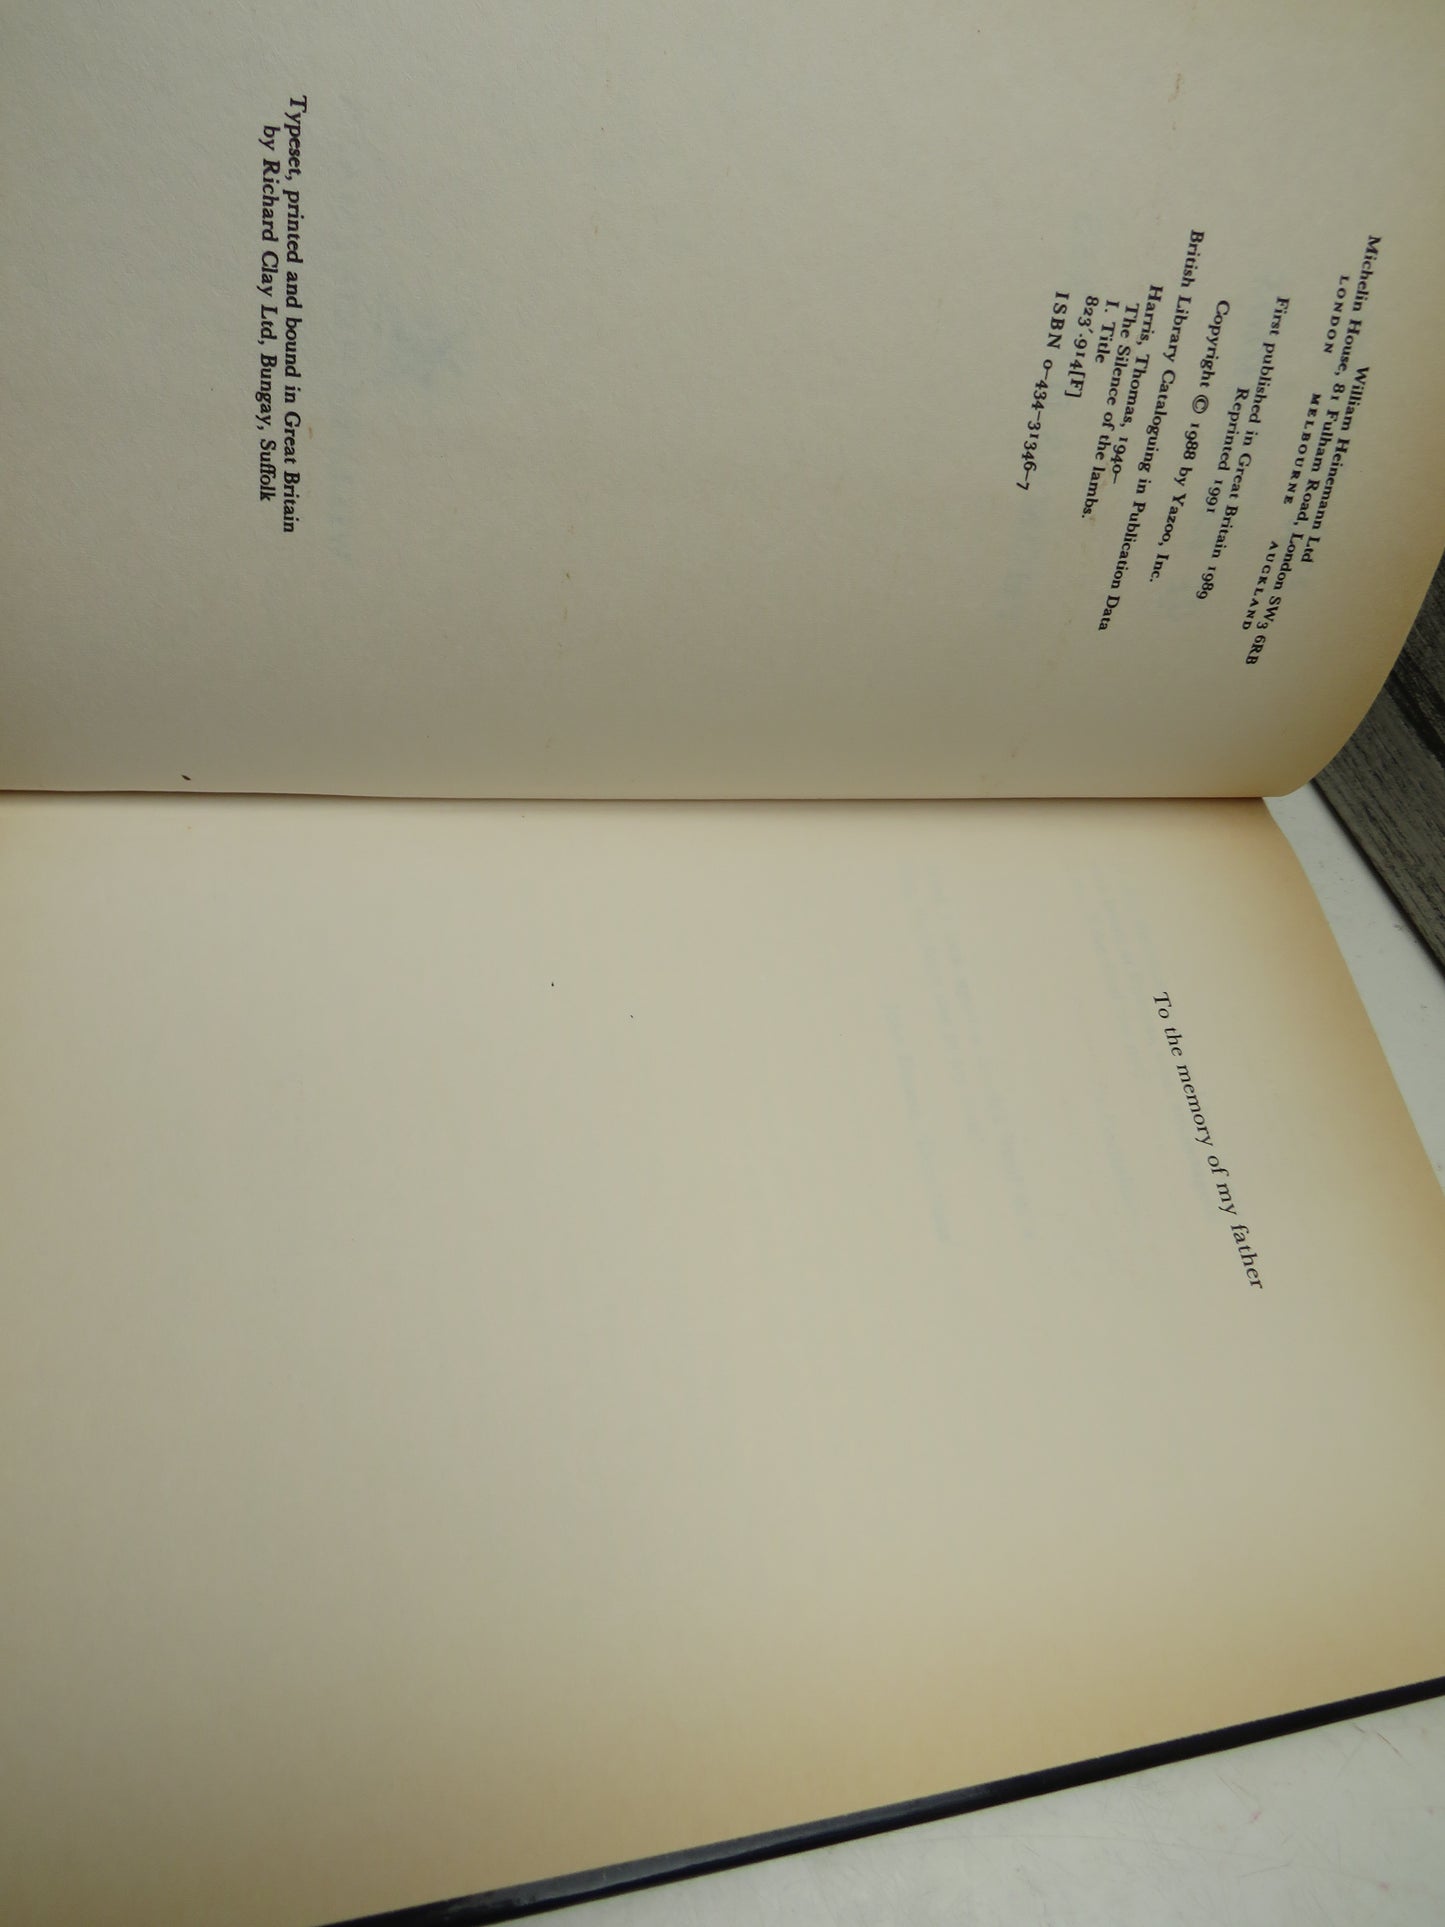 William Heinemann Ltd
Michelin House, 81 Fulham Road, London SW3 6RB
LONDON MELBOURNE AUCKLAND
First published in Great Britain 1989
Reprinted 1991
Copyright © 1988 by Yazoo, Inc.
British Library Cataloguing in Publication Data
Harris, Thomas, 1940–
The Silence of the lambs.
I. Title
823'.914[F]
ISBN 0–434–31346–7
Typeset, printed and bound in Great Britain
by Richard Clay Ltd, Bungay, Suffolk
To the memory of my father